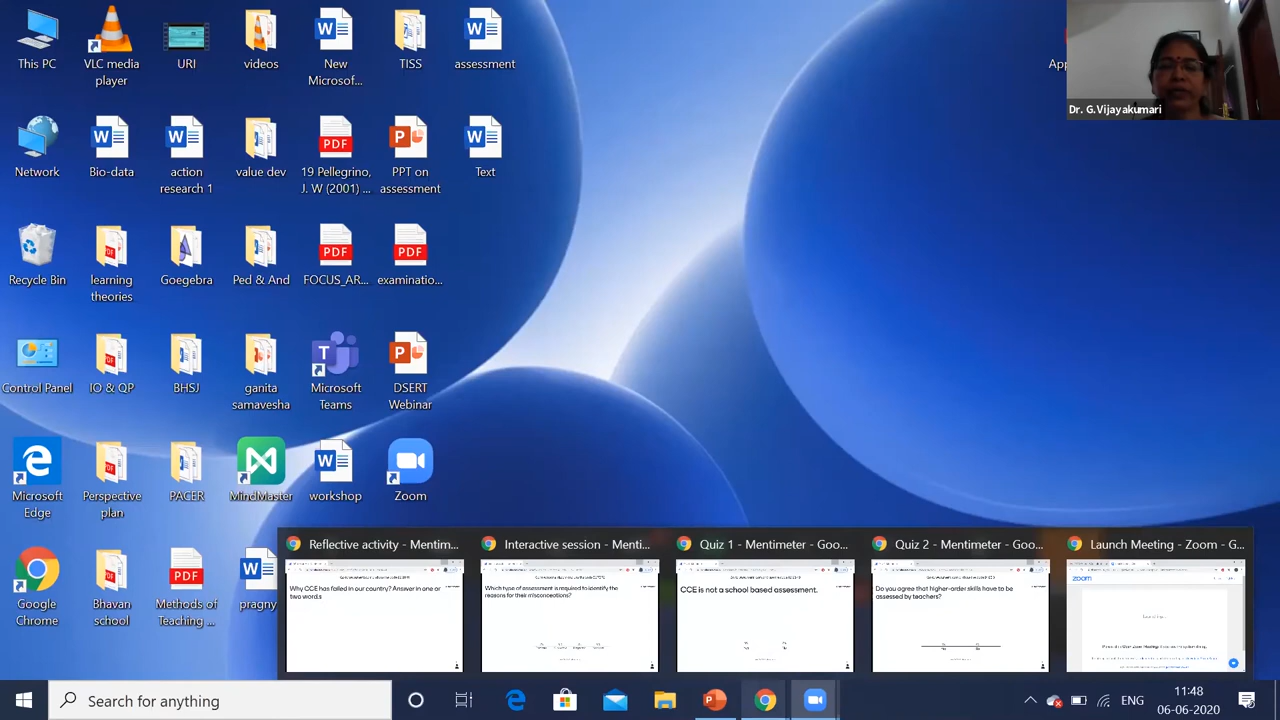 This PC
VLC media
player
URI
videos
New
Microsof...
TISS
assessment
App
Dr. G.Vijayakumari
Network
Bio-data
action
research 1
value dev
19 Pellegrino,
J. W (2001) ...
PPT on
assessment
Text
Recycle Bin
learning
theories
Goegebra
Ped & And
FOCUS_AR...
examinatio...
Control Panel
IO & QP
BHSJ
ganita
samavesha
Microsoft
Teams
DSERT
Webinar
Microsoft
Edge
Perspective
plan
PACER
MindMaster
workshop
Zoom
Google
Chrome
Bhavan
school
Methods of
Teaching ...
pragny
Reflective activity - Mentim...
Why CCE has failed in our country? Answer in one or
two words
Interactive session - Menti...
Which type of assessment is required to identify the
reasons for their misconceptions?
Quiz 1 - Mentimeter - Goo...
CCE is not a school based assessment.
Quiz 2 - Mentimeter - Goo...
Do you agree that higher-order skills have to be
assessed by teachers?
Launch Meeting - Zoom - G...
zoom
Search for anything
ENG
11:48
06-06-2020